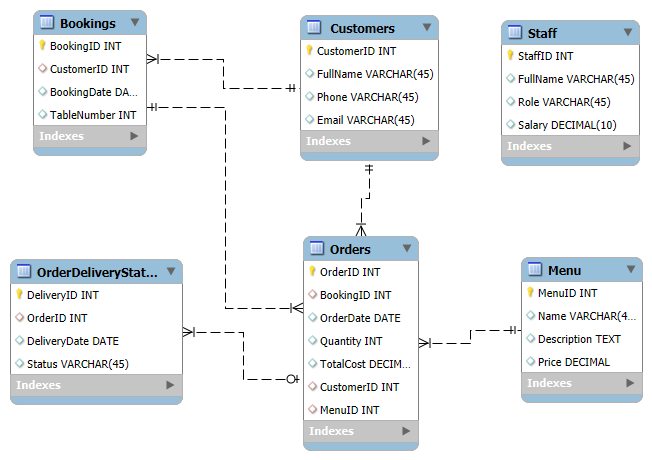 Bookings
BookingID INT
CustomerID INT
BookingDate DA...
TableNumber INT
Indexes
Customers
CustomerID INT
FullName VARCHAR(45)
Phone VARCHAR(45)
Email VARCHAR(45)
Indexes
Staff
StaffID INT
FullName VARCHAR(45)
Role VARCHAR(45)
Salary DECIMAL(10)
Indexes
OrderDeliveryStat...
DeliveryID INT
OrderID INT
DeliveryDate DATE
Status VARCHAR(45)
Indexes
Orders
OrderID INT
BookingID INT
OrderDate DATE
Quantity INT
TotalCost DECIM...
CustomerID INT
MenuID INT
Indexes
Menu
MenuID INT
Name VARCHAR(4...
Description TEXT
Price DECIMAL
Indexes